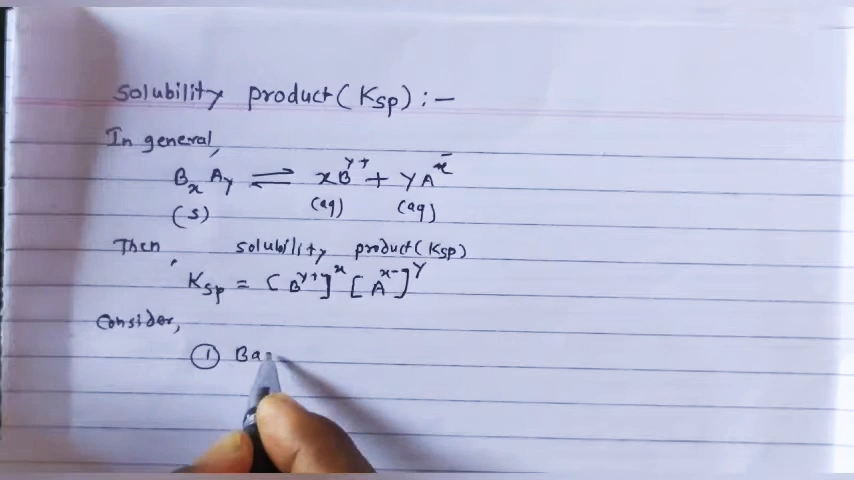 Solubility product (Ksp) :-
In general,
BxAy ⇌ xB^y+ + yA^x-
(s) (aq) (aq)
Then, solubility product (Ksp)
Ksp = [B^y+]^x [A^x-]^y
Consider,
① Ba